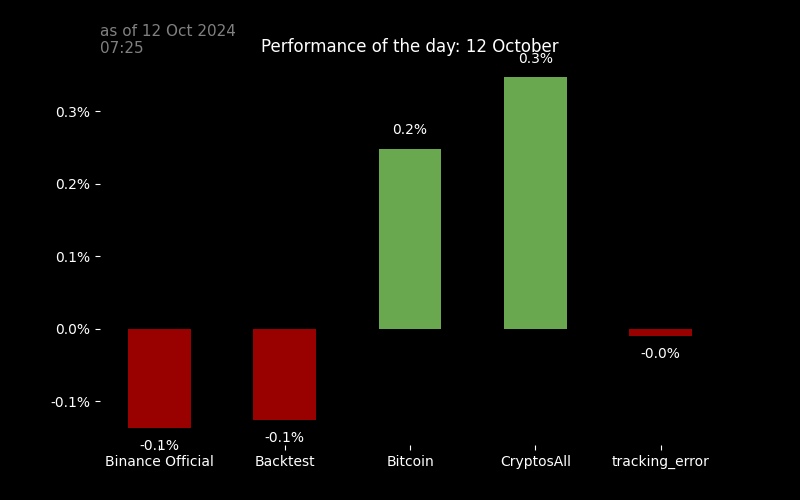 as of 12 Oct 2024
07:25
Performance of the day: 12 October
0.3%
0.3%
0.2%
0.2%
0.1%
0.0%
-0.0%
-0.1%
-0.1%
-0.1%
Binance Official
Backtest
Bitcoin
CryptosAll
tracking_error